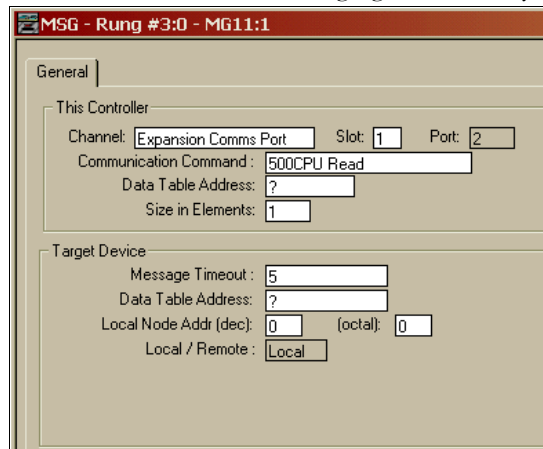 MSG - Rung #3:0 - MG11:1
General
This Controller
Channel: Expansion Comms Port Slot: 1 Port: 2
Communication Command : 500CPU Read
Data Table Address: ?
Size in Elements: 1
Target Device
Message Timeout : 5
Data Table Address: ?
Local Node Addr (dec): 0 (octal): 0
Local / Remote : Local